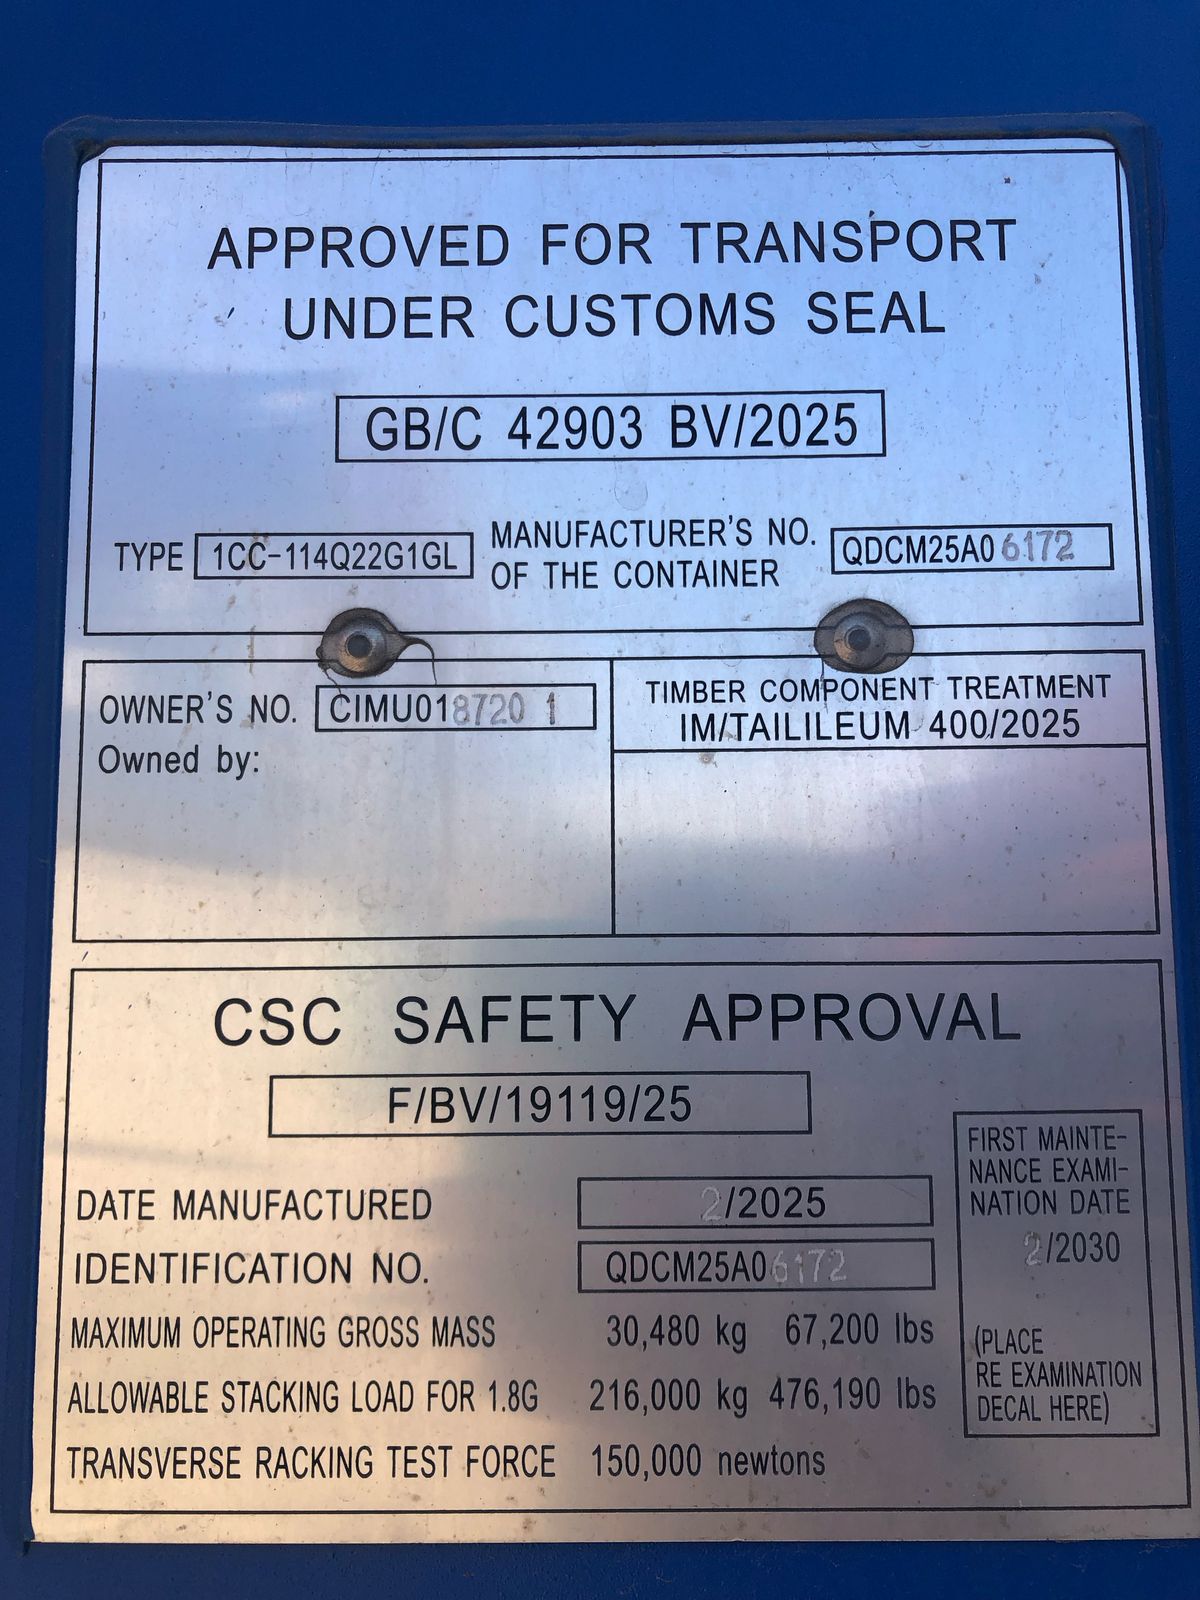 APPROVED FOR TRANSPORT
UNDER CUSTOMS SEAL
GB/C 42903 BV/2025
TYPE 1CC-114Q22G1GL
MANUFACTURER'S NO.
OF THE CONTAINER
QDCM25A06172
OWNER'S NO. CIMU018720 1
Owned by:
TIMBER COMPONENT TREATMENT
IM/TAILILEUM 400/2025
CSC SAFETY APPROVAL
F/BV/19119/25
DATE MANUFACTURED 2/2025
IDENTIFICATION NO. QDCM25A06172
MAXIMUM OPERATING GROSS MASS 30,480 kg 67,200 lbs
ALLOWABLE STACKING LOAD FOR 1.8G 216,000 kg 476,190 lbs
TRANSVERSE RACKING TEST FORCE 150,000 newtons
FIRST MAINTE-
NANCE EXAMI-
NATION DATE
2/2030
(PLACE
RE EXAMINATION
DECAL HERE)